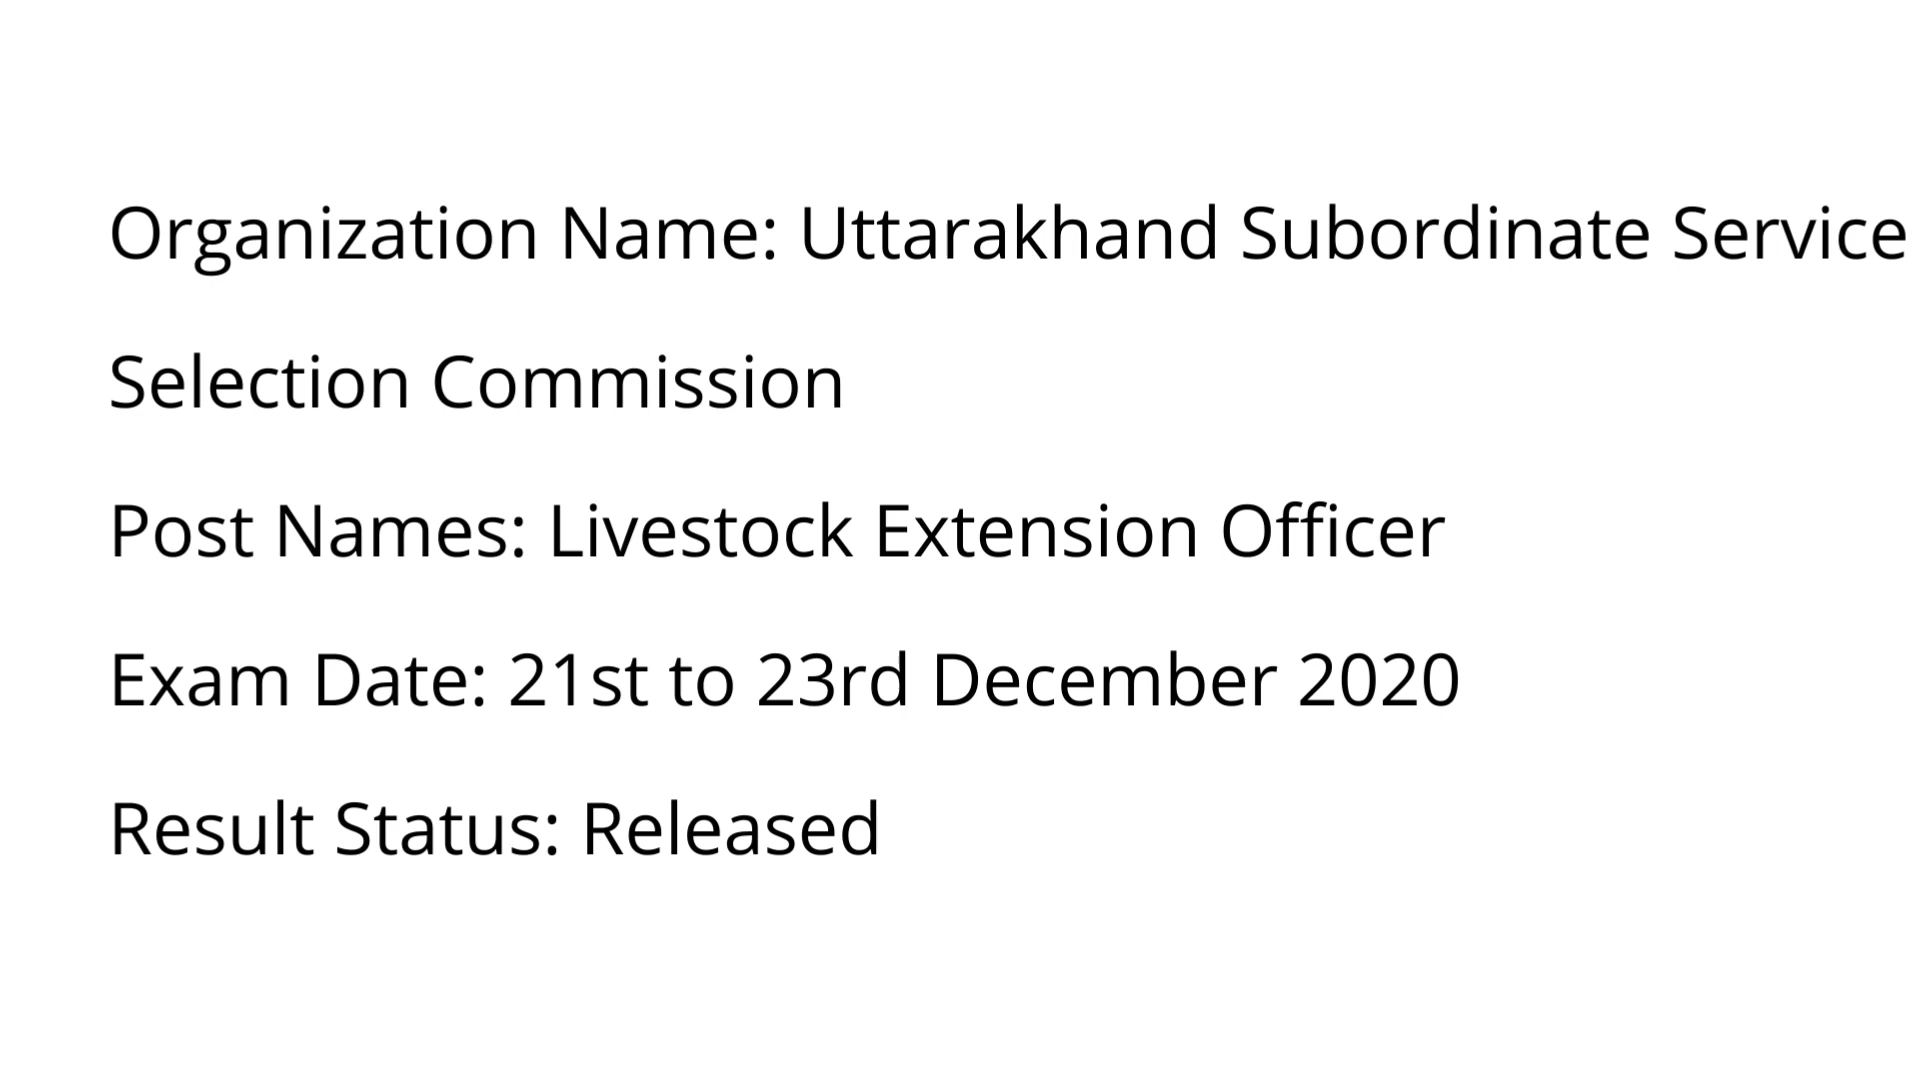 Organization Name: Uttarakhand Subordinate Service
Selection Commission
Post Names: Livestock Extension Officer
Exam Date: 21st to 23rd December 2020
Result Status: Released